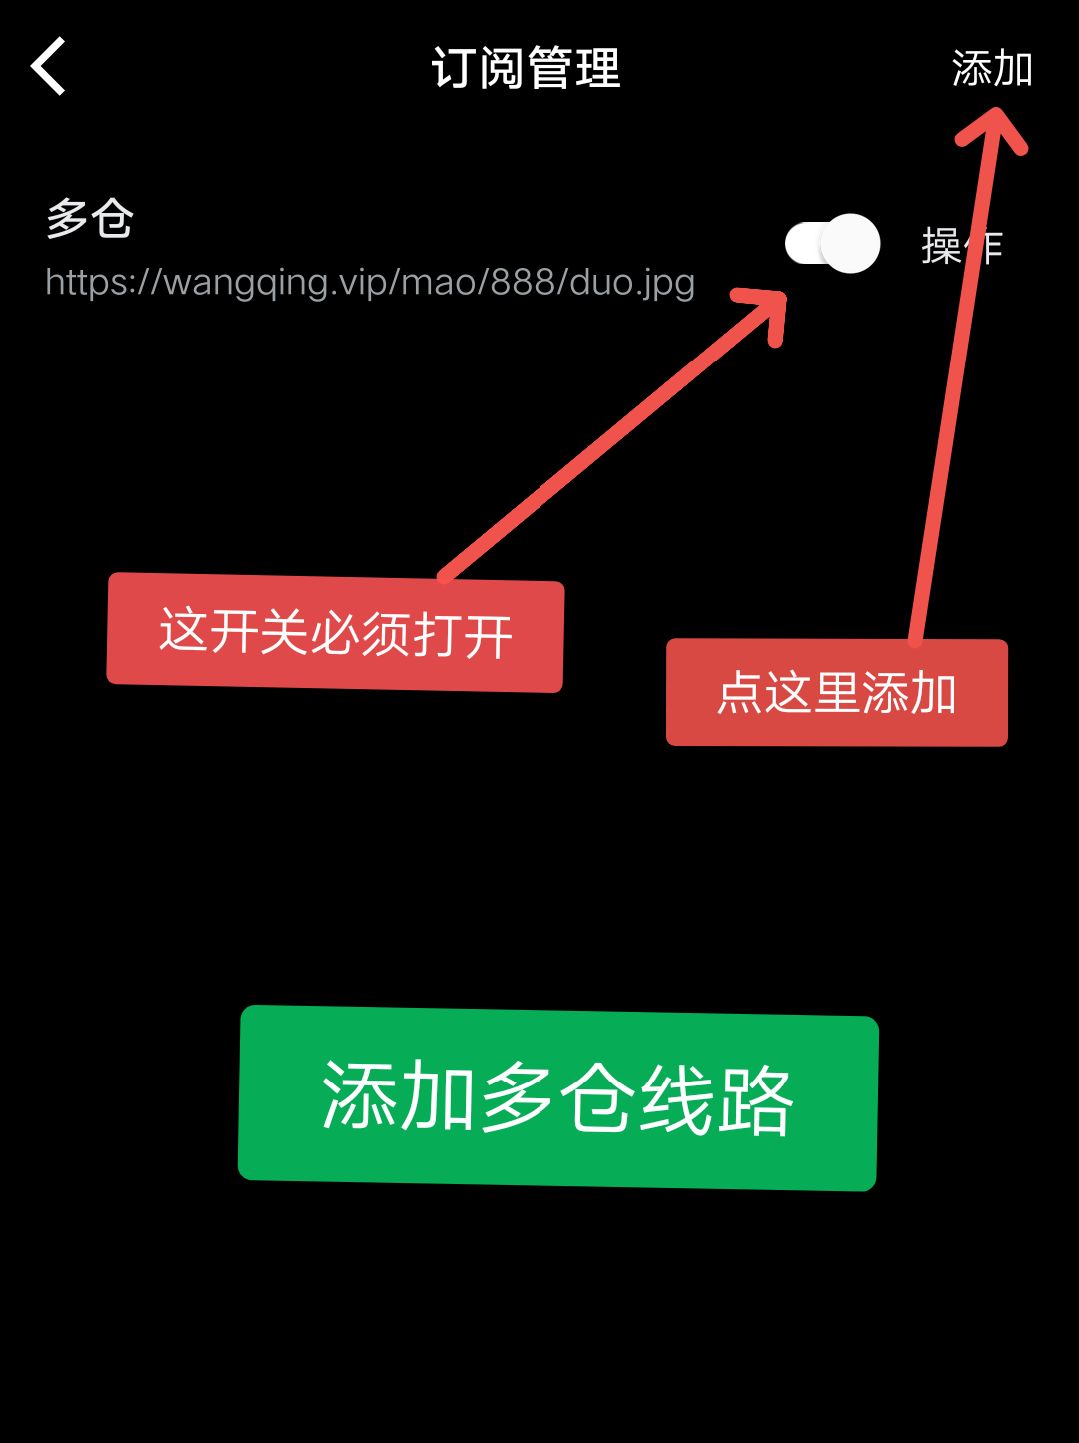 订阅管理
添加
多仓
操作
https://wangqing.vip/mao/888/duo.jpg
这开关必须打开
点这里添加
添加多仓线路